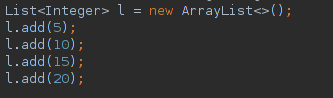 List<Integer> l = new ArrayList<>();
l.add(5);
l.add(10);
l.add(15);
l.add(20);